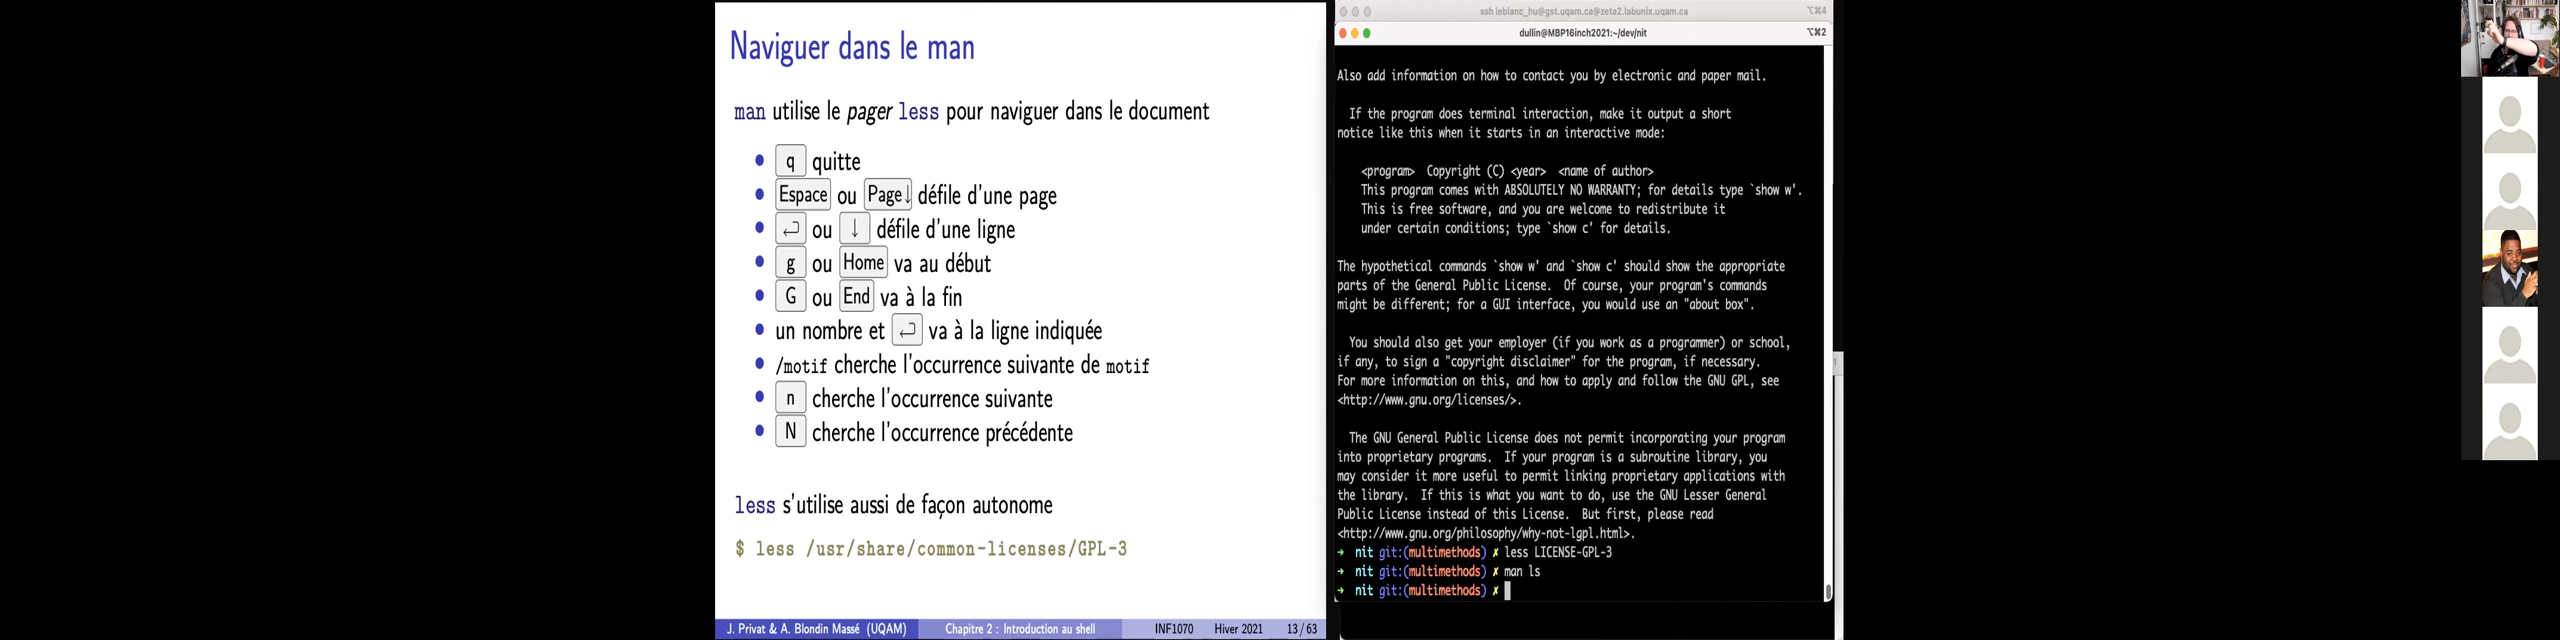 Naviguer dans le man
man utilise le pager less pour naviguer dans le document
• q quitte
• Espace ou Page↓ défile d'une page
• ↵ ou ↓ défile d'une ligne
• g ou Home va au début
• G ou End va à la fin
• un nombre et ↵ va à la ligne indiquée
• /motif cherche l'occurrence suivante de motif
• n cherche l'occurrence suivante
• N cherche l'occurrence précédente
less s'utilise aussi de façon autonome
$ less /usr/share/common-licenses/GPL-3
J. Privat & A. Blondin Massé (UQAM) Chapitre 2 : Introduction au shell INF1070 Hiver 2021 13 / 63
ssh leblanc_hu@gst.uqam.ca@zeta2.labunix.uqam.ca ⌥⌘4
dullin@MBP16inch2021:~/dev/nit ⌥⌘2
Also add information on how to contact you by electronic and paper mail.
If the program does terminal interaction, make it output a short
notice like this when it starts in an interactive mode:
<program> Copyright (C) <year> <name of author>
This program comes with ABSOLUTELY NO WARRANTY; for details type `show w'.
This is free software, and you are welcome to redistribute it
under certain conditions; type `show c' for details.
The hypothetical commands `show w' and `show c' should show the appropriate
parts of the General Public License. Of course, your program's commands
might be different; for a GUI interface, you would use an "about box".
You should also get your employer (if you work as a programmer) or school,
if any, to sign a "copyright disclaimer" for the program, if necessary.
For more information on this, and how to apply and follow the GNU GPL, see
<http://www.gnu.org/licenses/>.
The GNU General Public License does not permit incorporating your program
into proprietary programs. If your program is a subroutine library, you
may consider it more useful to permit linking proprietary applications with
the library. If this is what you want to do, use the GNU Lesser General
Public License instead of this License. But first, please read
<http://www.gnu.org/philosophy/why-not-lgpl.html>.
➜ nit git:(multimethods) ✗ less LICENSE-GPL-3
➜ nit git:(multimethods) ✗ man ls
➜ nit git:(multimethods) ✗